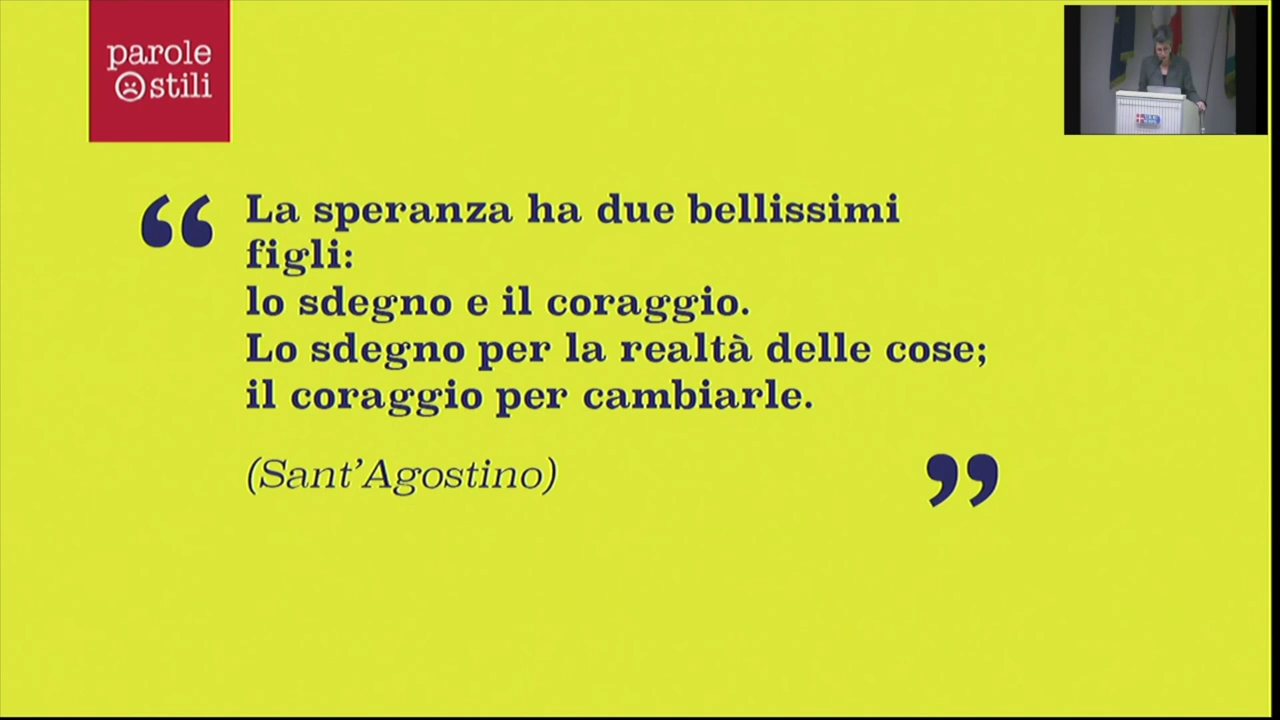 parole
ostili
“La speranza ha due bellissimi
figli:
lo sdegno e il coraggio.
Lo sdegno per la realtà delle cose;
il coraggio per cambiarle.
(Sant’Agostino)”